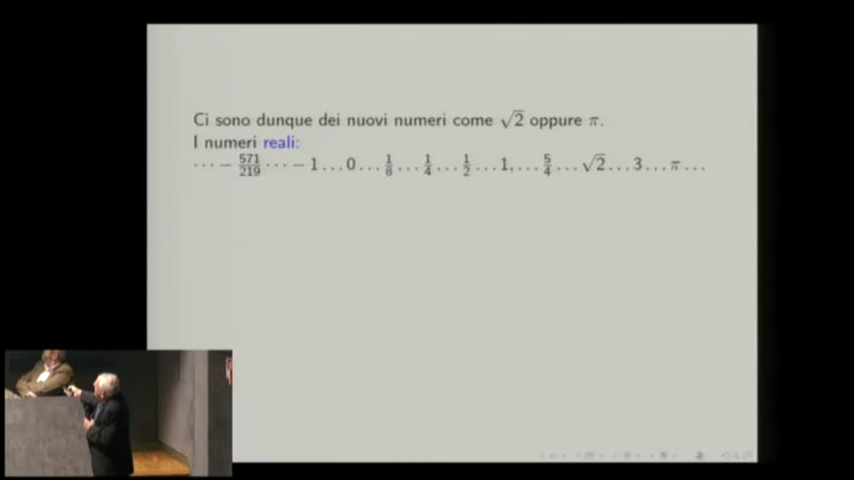 Ci sono dunque dei nuovi numeri come √2 oppure π.
I numeri reali:
⋯ − 571/219 ⋯ − 1 … 0 … 1/8 … 1/4 … 1/2 … 1, … 5/4 … √2 … 3 … π …